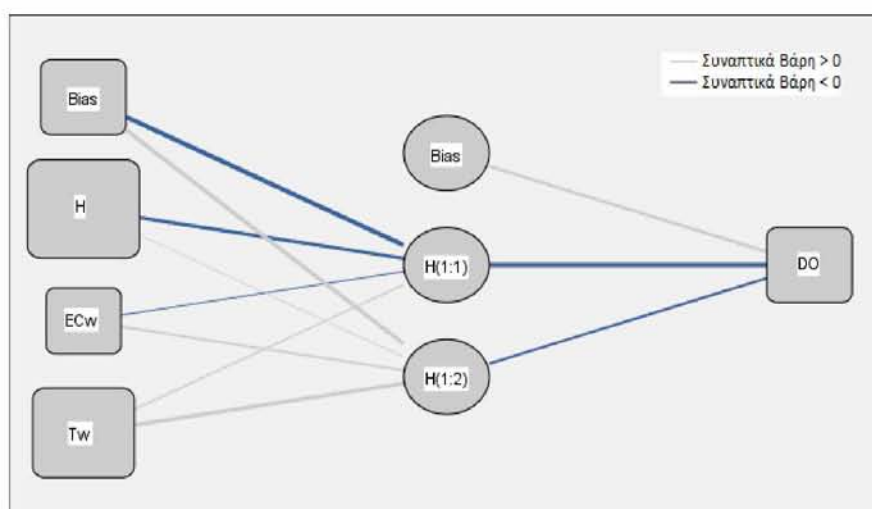 Συναπτικά Βάρη > 0
Συναπτικά Βάρη < 0
Bias
H
ECw
Tw
Bias
H(1:1)
H(1:2)
DO